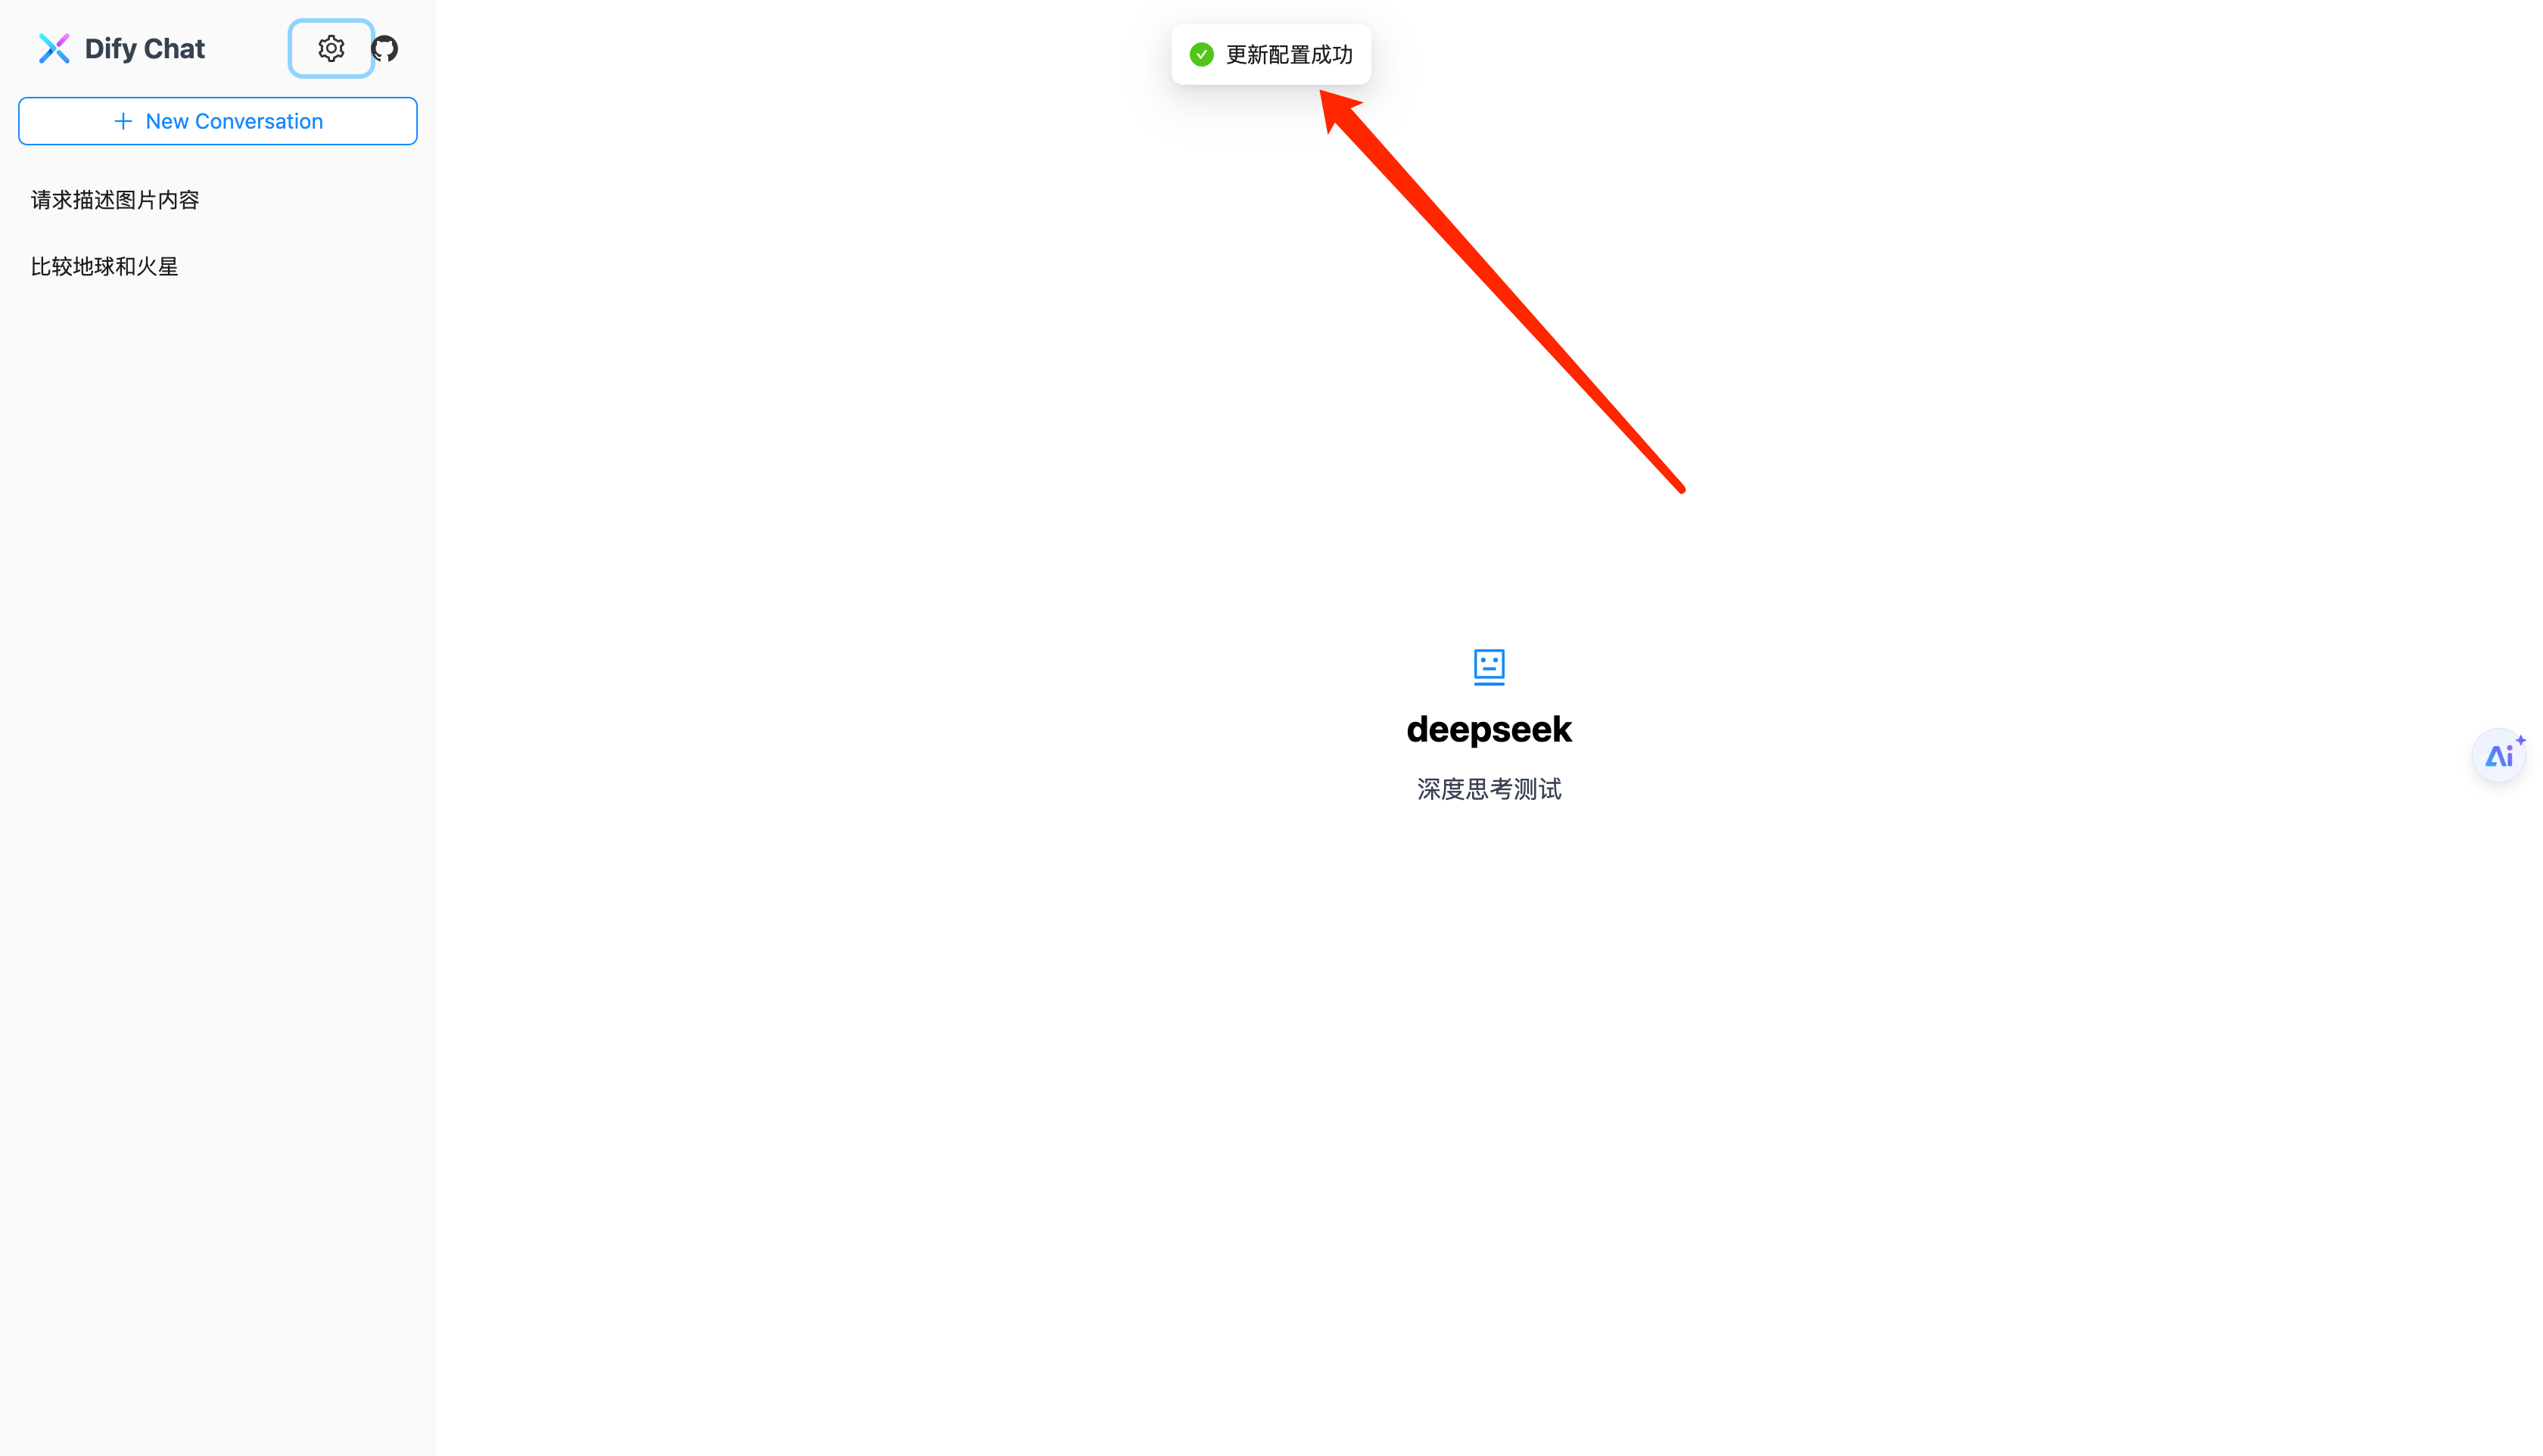 Dify Chat
更新配置成功
New Conversation
请求描述图片内容
比较地球和火星
deepseek
深度思考测试
Ai